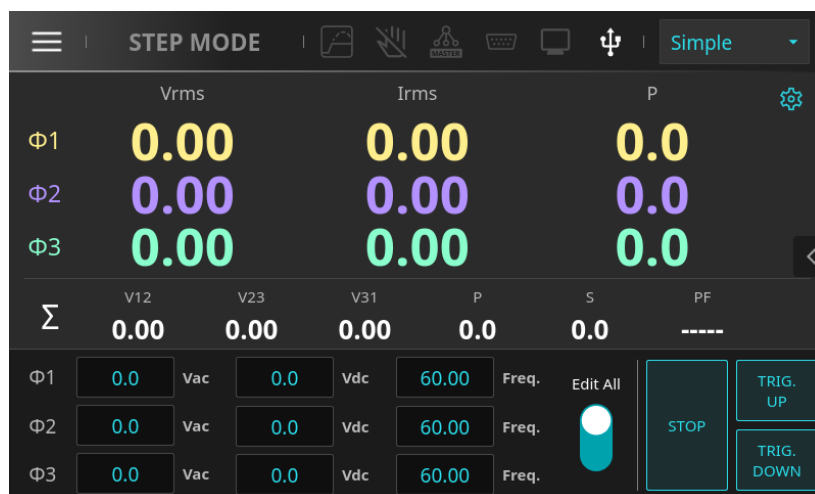 STEP MODE MASTER Simple
Vrms Irms P
Φ1 0.00 0.00 0.0
Φ2 0.00 0.00 0.0
Φ3 0.00 0.00 0.0
V12 V23 V31 P S PF
Σ 0.00 0.00 0.00 0.0 0.0 -----
Φ1 0.0 Vac 0.0 Vdc 60.00 Freq.
Φ2 0.0 Vac 0.0 Vdc 60.00 Freq.
Φ3 0.0 Vac 0.0 Vdc 60.00 Freq.
Edit All
STOP
TRIG.
UP
TRIG.
DOWN